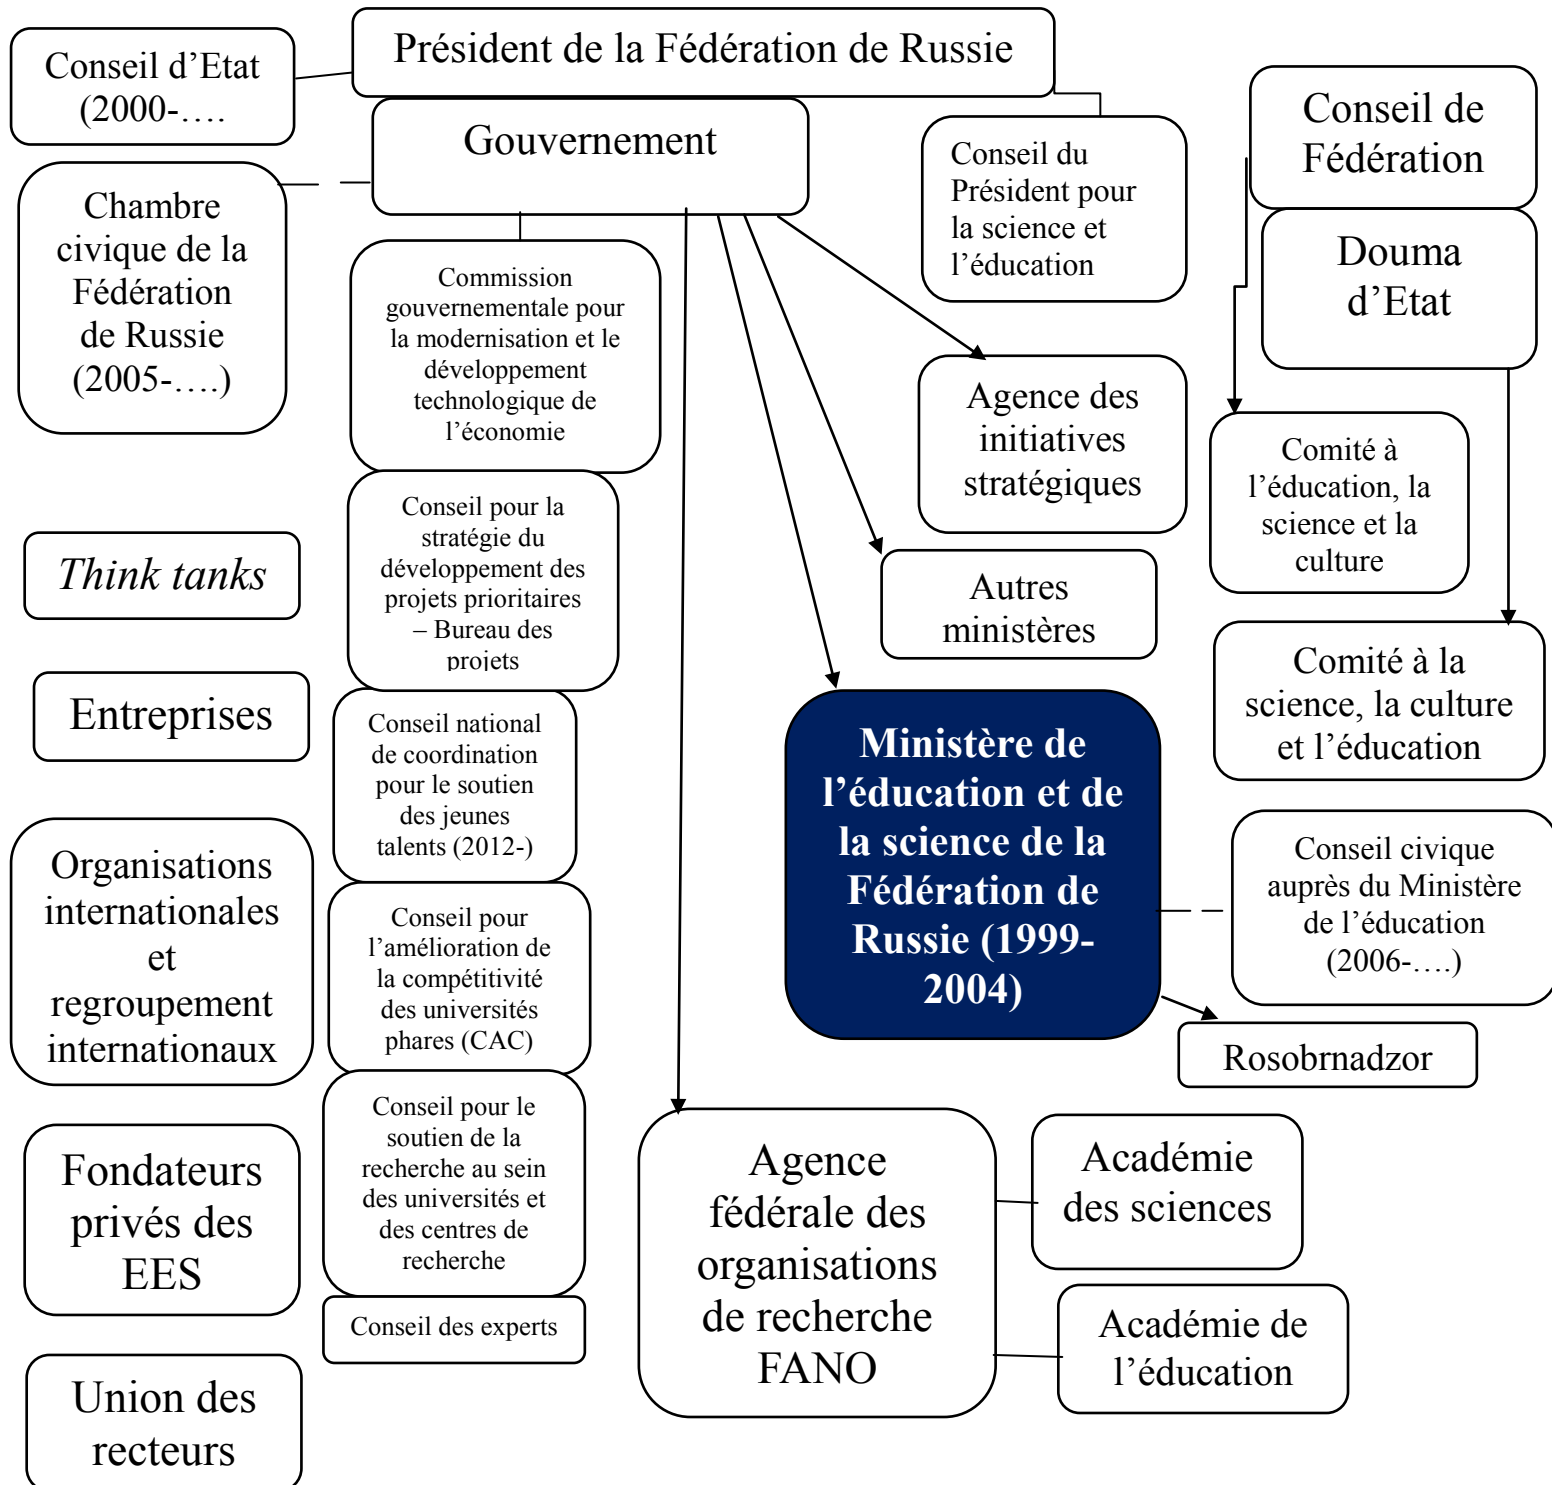 Président de la Fédération de Russie
Conseil d’Etat
(2000-….
Gouvernement
Conseil du
Président pour
la science et
l’éducation
Conseil de
Fédération
Chambre
civique de la
Fédération
de Russie
(2005-….)
Douma
d’Etat
Commission
gouvernementale pour
la modernisation et le
développement
technologique de
l’économie
Agence des
initiatives
stratégiques
Comité à
l’éducation, la
science et la
culture
Conseil pour la
stratégie du
développement des
projets prioritaires
– Bureau des
projets
Think tanks
Autres
ministères
Comité à la
science, la culture
et l’éducation
Entreprises
Conseil national
de coordination
pour le soutien
des jeunes
talents (2012-)
Ministère de
l’éducation et de
la science de la
Fédération de
Russie (1999-
2004)
Conseil civique
auprès du Ministère
de l’éducation
(2006-….)
Organisations
internationales
et
regroupement
internationaux
Conseil pour
l’amélioration de
la compétitivité
des universités
phares (CAC)
Rosobrnadzor
Conseil pour le
soutien de la
recherche au sein
des universités et
des centres de
recherche
Agence
fédérale des
organisations
de recherche
FANO
Académie
des sciences
Fondateurs
privés des
EES
Conseil des experts
Académie de
l’éducation
Union des
recteurs